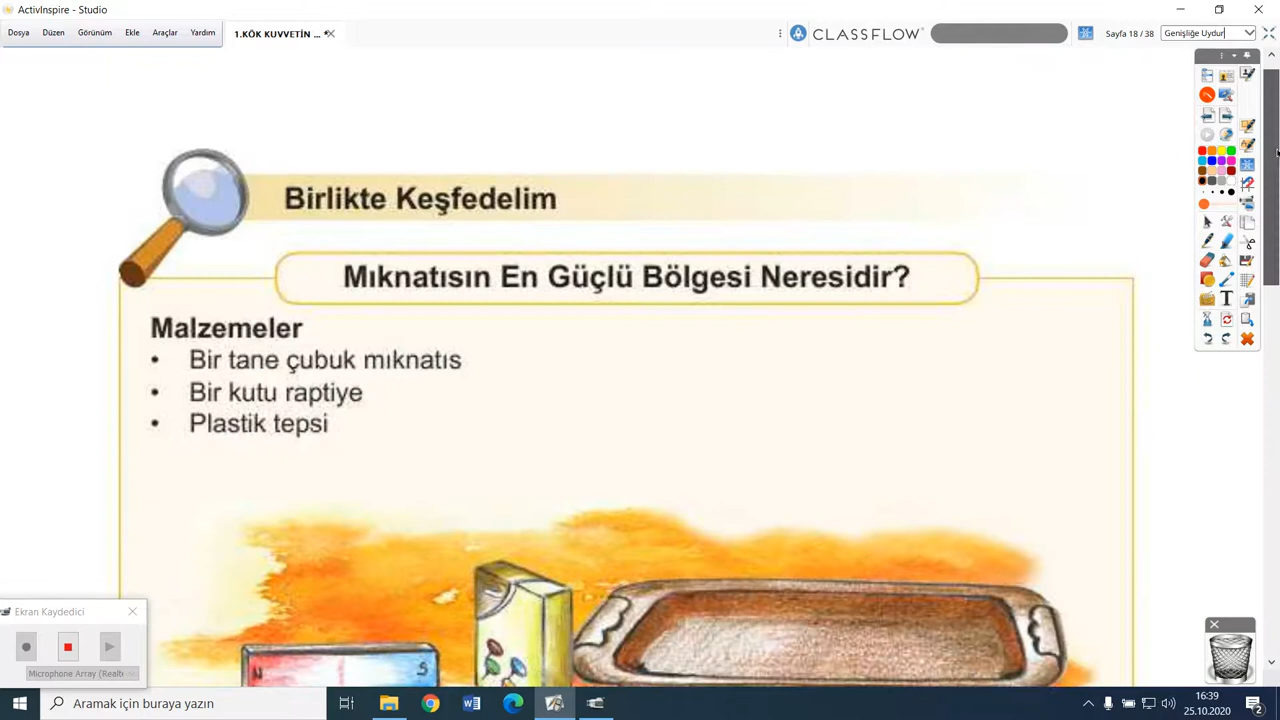 ActivInspire - Studio
Dosya Düzen Görünüm Ekle Araçlar Yardım
1.KÖK KUVVETİN ...
CLASSFLOW
Sayfa 18 / 38
Genişliğe Uydur
Birlikte Keşfedelim
Mıknatısın En Güçlü Bölgesi Neresidir?
Malzemeler
• Bir tane çubuk mıknatıs
• Bir kutu raptiye
• Plastik tepsi
N S
Ekran Kaydedici
Microphone Array (Realt
Aramak için buraya yazın
16:39
25.10.2020
2